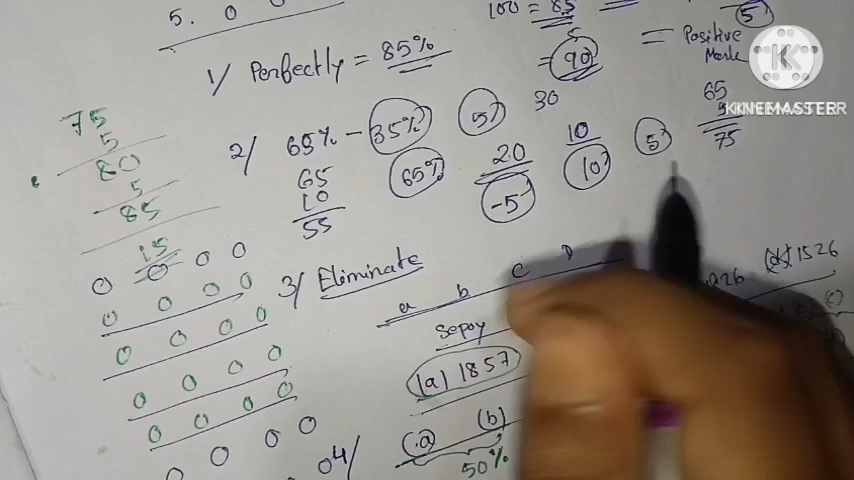 5. 0 0
100 = 85
5
1) Perfectly = 85%
= 90
= Positive Mark
KINEMASTER
75
5
80
5
85
15
2) 65% - 35% 5 30
65
10
55
65%
20
-5
10
10
5
65
5
75
0 0 0 0
0 0 0 0
0 0 0 0
0 0 0 0
0 0 0 0
0 0 0 0
3) Eliminate
a b c D
Sepoy
(a) 1857
(a) (b)
50%
(d) 1526
(c)
04)